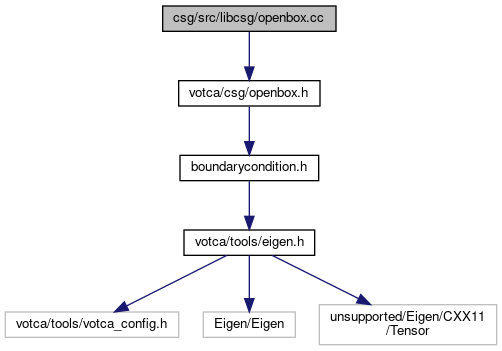 csg/src/libcsg/openbox.cc
votca/csg/openbox.h
boundarycondition.h
votca/tools/eigen.h
votca/tools/votca_config.h
Eigen/Eigen
unsupported/Eigen/CXX11
/Tensor